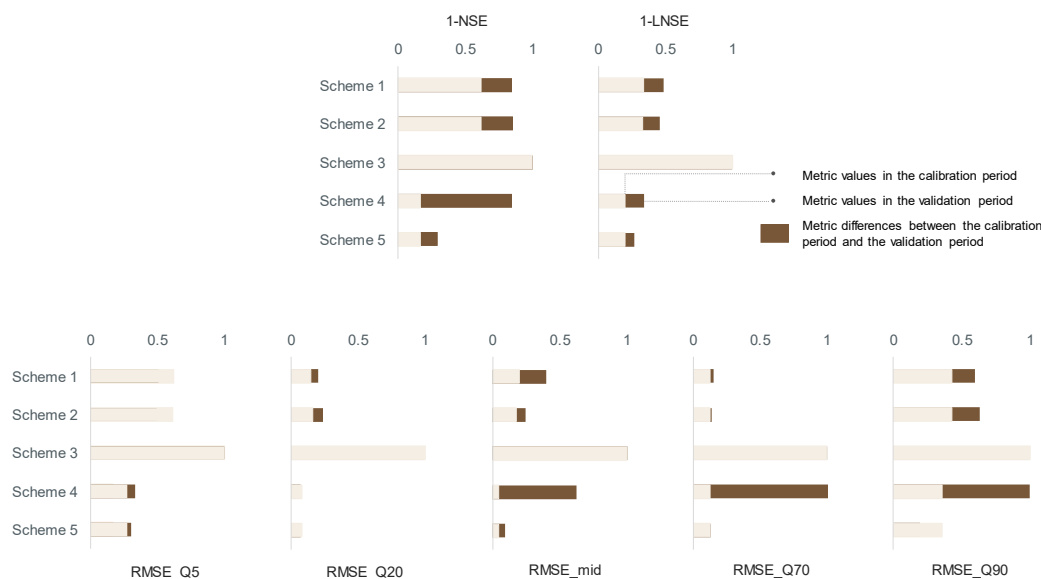 1-NSE
1-LNSE
0 0.5 1
0 0.5 1
Scheme 1
Scheme 2
Scheme 3
Scheme 4
Scheme 5
Metric values in the calibration period
Metric values in the validation period
Metric differences between the calibration
period and the validation period
0 0.5 1
0 0.5 1
0 0.5 1
0 0.5 1
0 0.5 1
Scheme 1
Scheme 2
Scheme 3
Scheme 4
Scheme 5
RMSE_Q5
RMSE_Q20
RMSE_mid
RMSE_Q70
RMSE_Q90